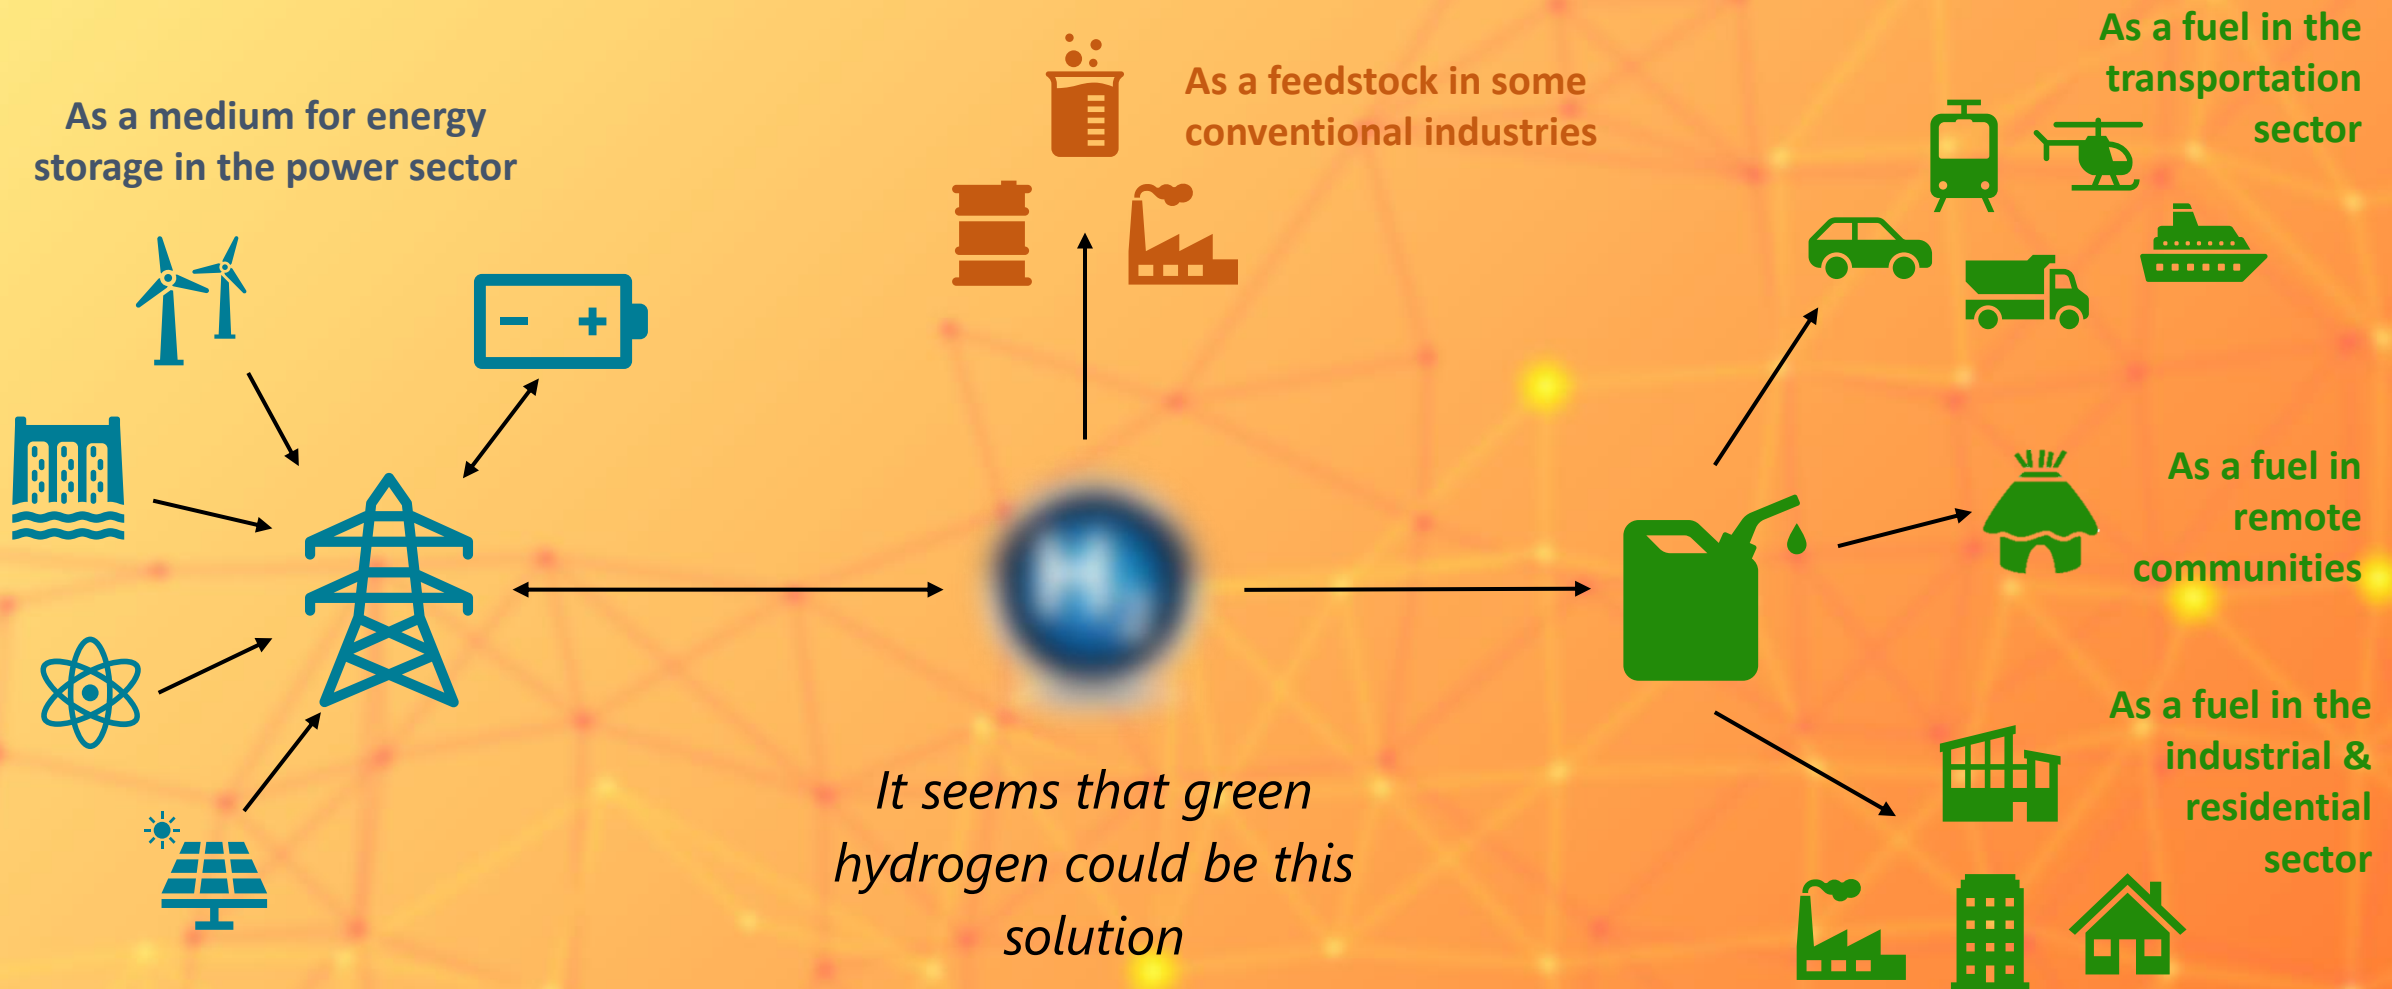 As a medium for energy
storage in the power sector
As a feedstock in some
conventional industries
As a fuel in the
transportation
sector
As a fuel in
remote
communities
As a fuel in the
industrial &
residential
sector
H2
It seems that green
hydrogen could be this
solution